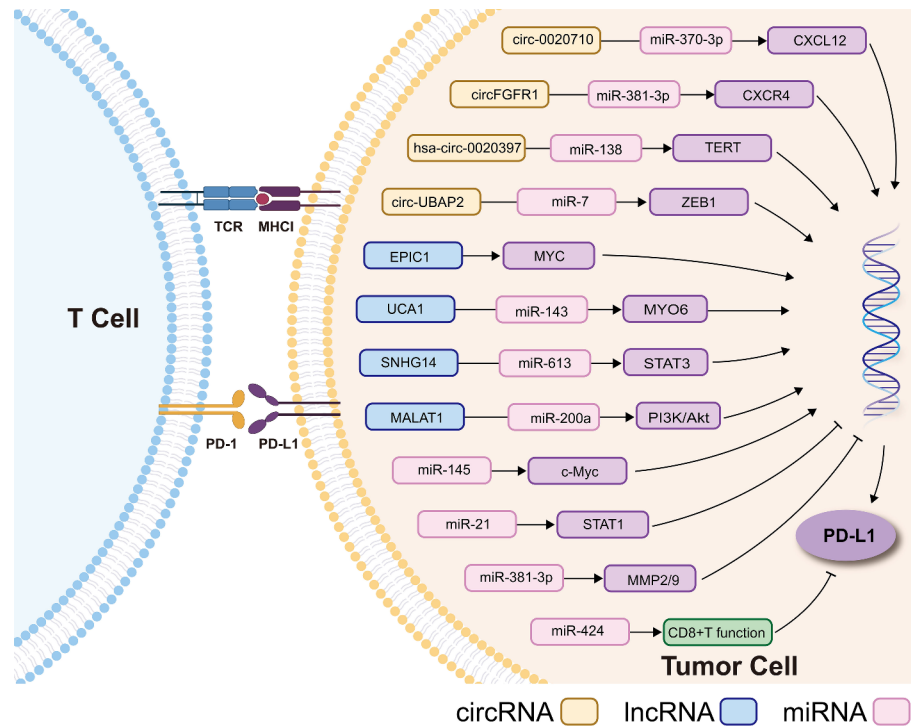 circ-0020710 miR-370-3p CXCL12
circFGFR1 miR-381-3p CXCR4
hsa-circ-0020397 miR-138 TERT
circ-UBAP2 miR-7 ZEB1
TCR MHCI
EPIC1 MYC
T Cell
UCA1 miR-143 MYO6
SNHG14 miR-613 STAT3
MALAT1 miR-200a PI3K/Akt
PD-1 PD-L1
miR-145 c-Myc
miR-21 STAT1
PD-L1
miR-381-3p MMP2/9
miR-424 CD8+T function
Tumor Cell
circRNA lncRNA miRNA